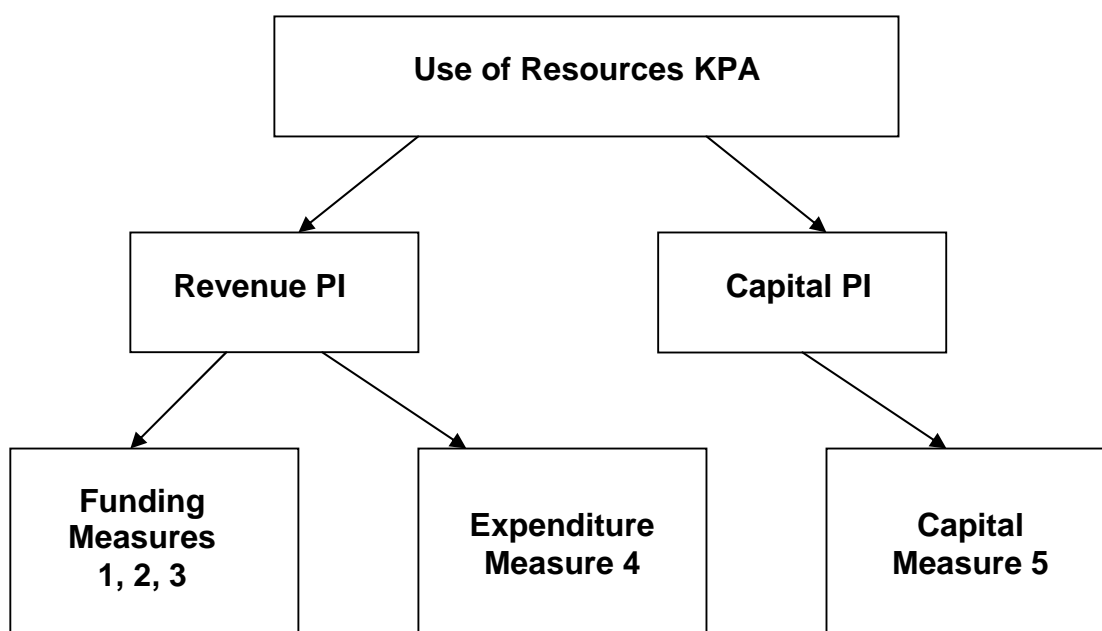 Use of Resources KPA
Revenue PI
Capital PI
Funding
Measures
1, 2, 3
Expenditure
Measure 4
Capital
Measure 5